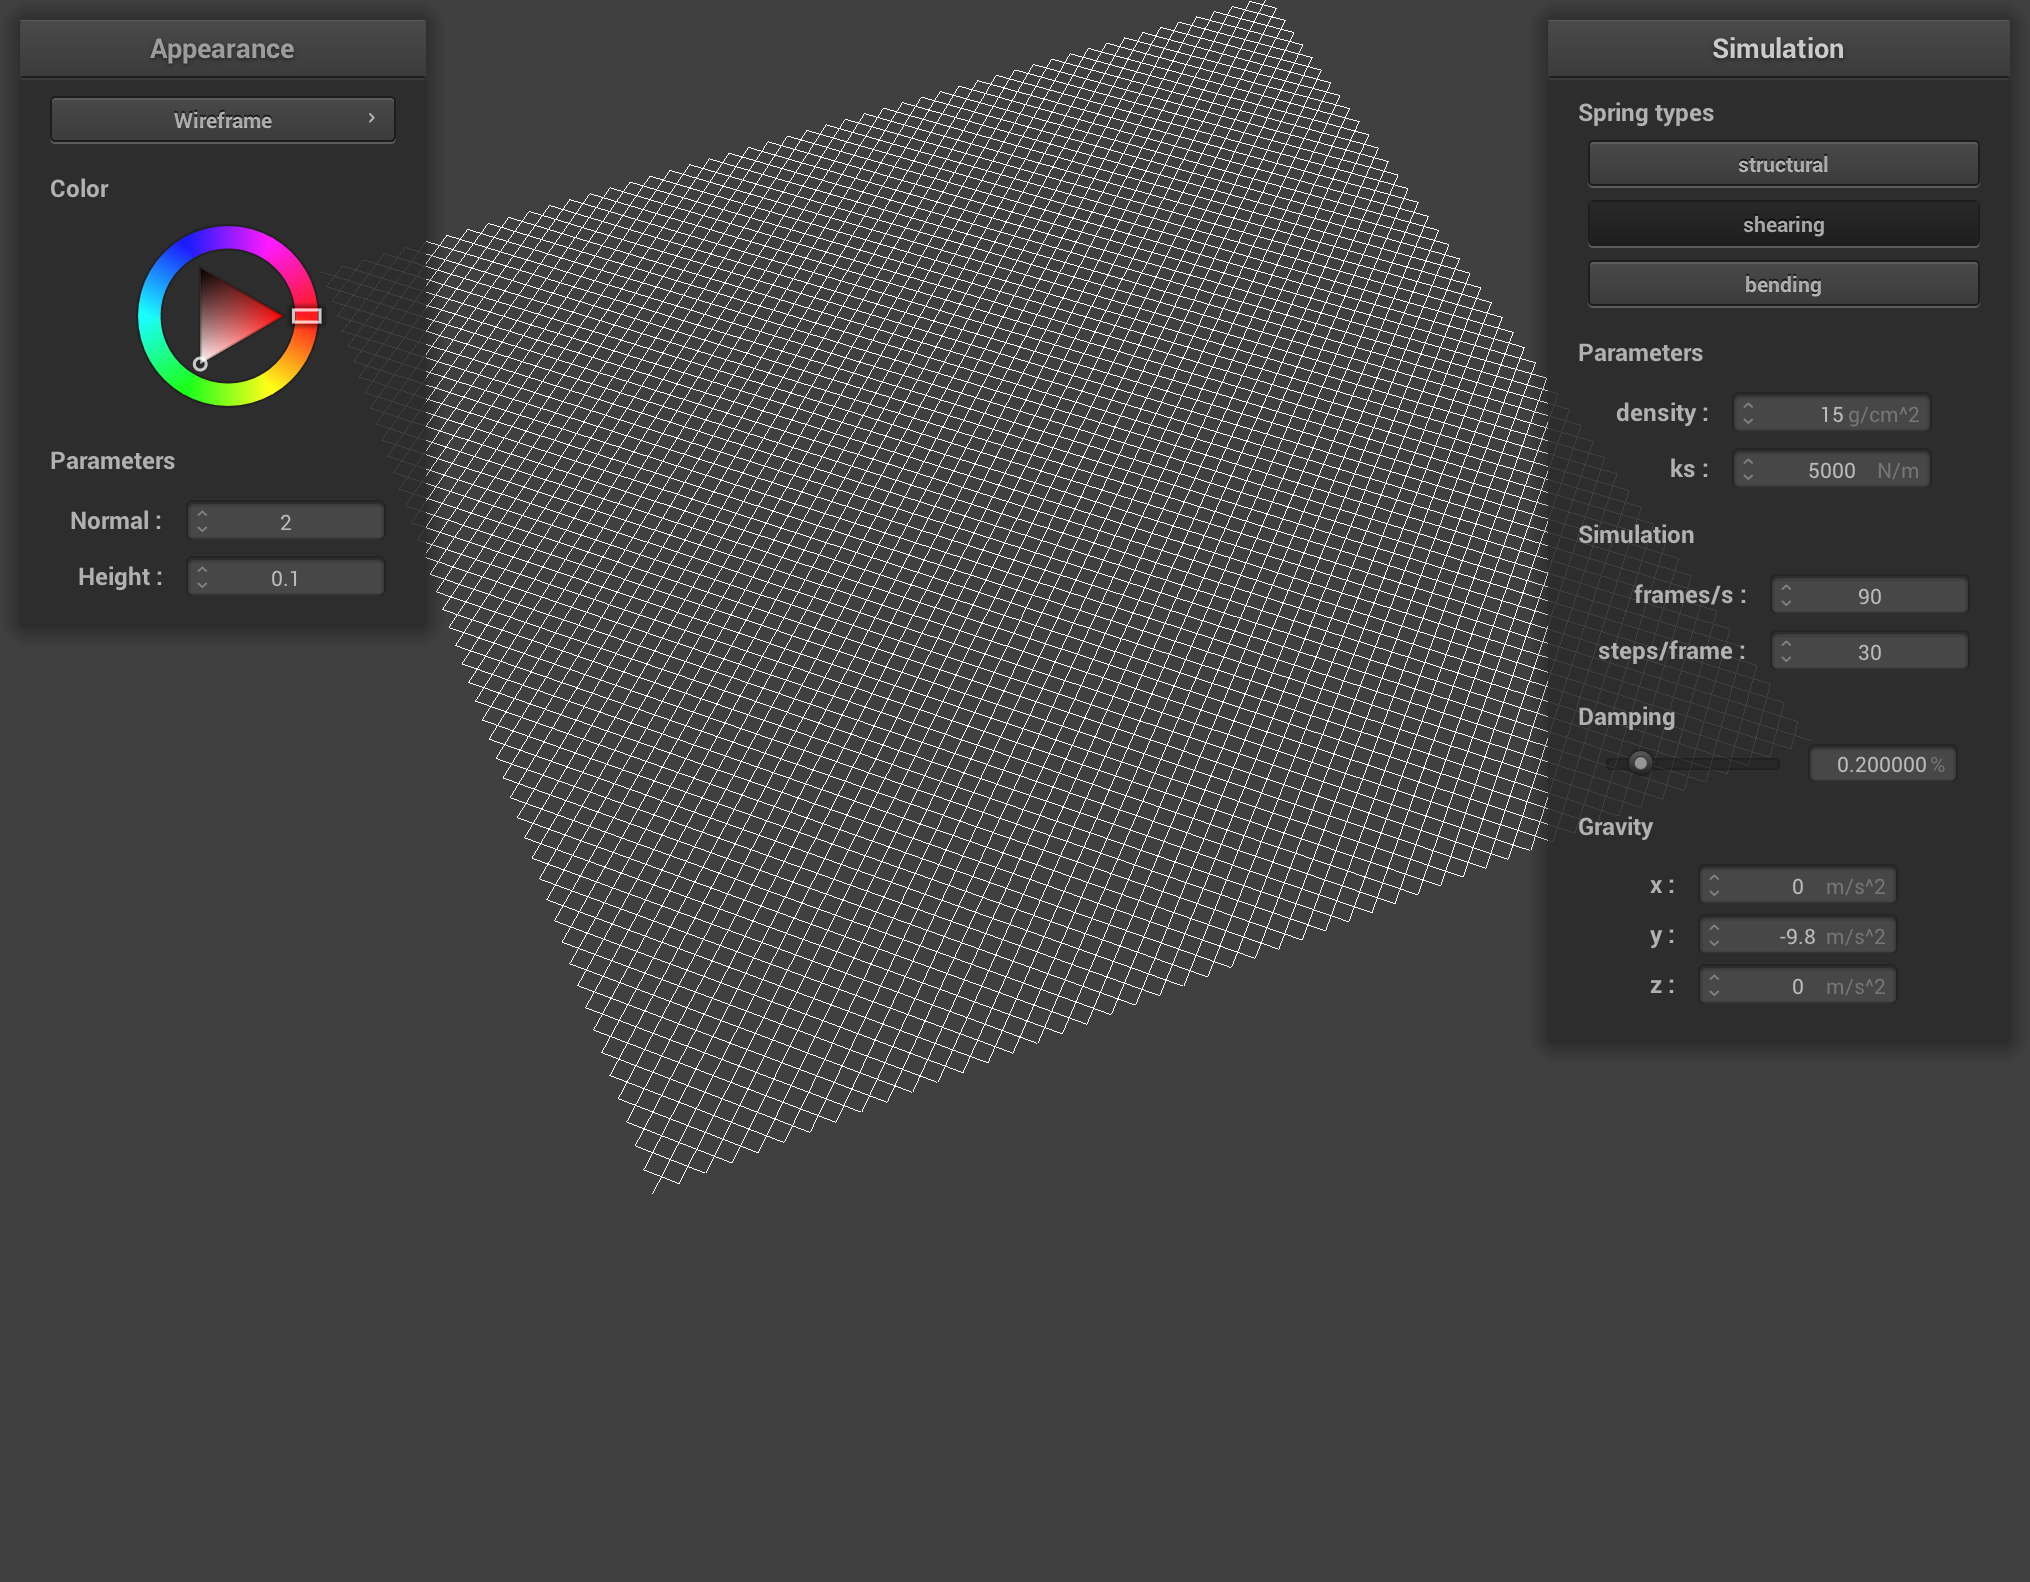 Appearance
Wireframe
Color
Parameters
Normal : 2
Height : 0.1
Simulation
Spring types
structural
shearing
bending
Parameters
density : 15 g/cm^2
ks : 5000 N/m
Simulation
frames/s : 90
steps/frame : 30
Damping
0.200000 %
Gravity
x : 0 m/s^2
y : -9.8 m/s^2
z : 0 m/s^2